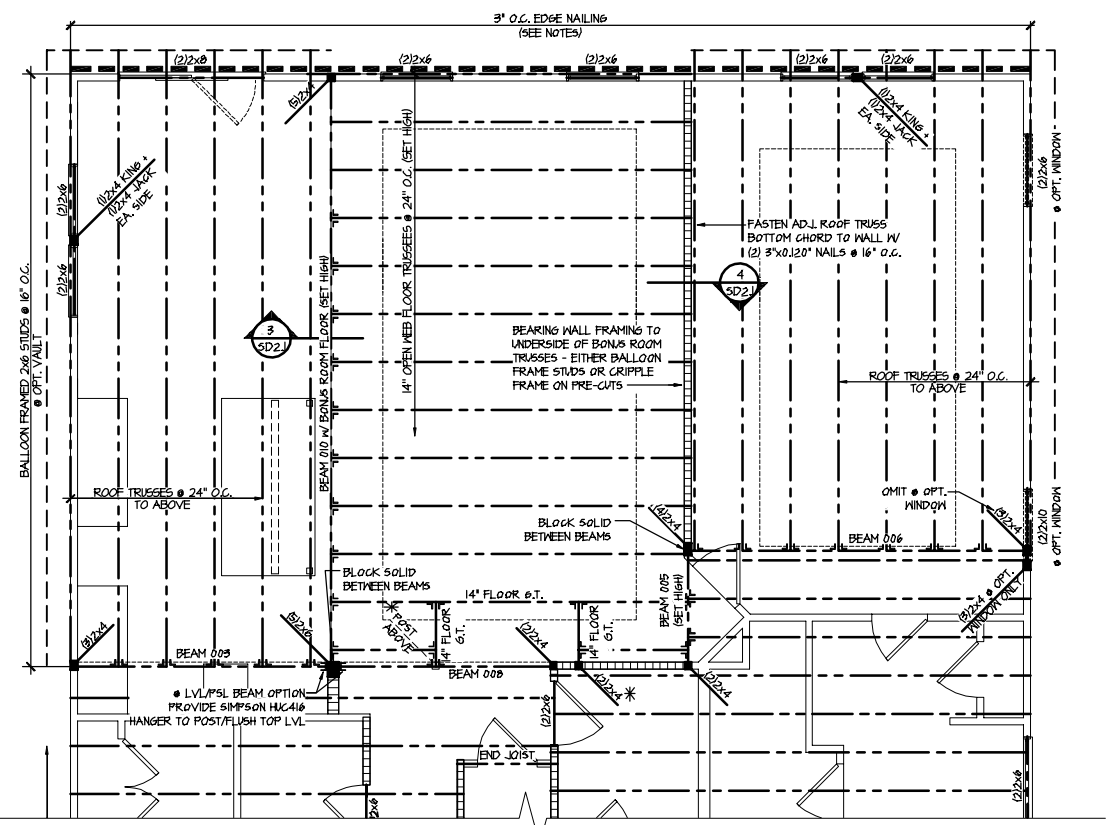 3" O.C. EDGE NAILING
(SEE NOTES)
(2)2x8
(2)2x6
(2)2x6
(2)2x6
(2)2x6
(5)2x4
(1)2x4 KING +
(1)2x4 JACK
EA. SIDE
(1)2x4 KING +
(1)2x4 JACK
EA. SIDE
(2)2x6
(2)2x6
(2)2x6
@ OPT. WINDOW
BALLOON FRAMED 2x6 STUDS @ 16" O.C.
@ OPT. VAULT
BEAM 010 W/ BONUS ROOM FLOOR (SET HIGH)
14" OPEN WEB FLOOR TRUSSES @ 24" O.C. (SET HIGH)
FASTEN ADJ. ROOF TRUSS
BOTTOM CHORD TO WALL W/
(2) 3"x0.120" NAILS @ 16" O.C.
4
SD2.1
3
SD2.1
BEARING WALL FRAMING TO
UNDERSIDE OF BONUS ROOM
TRUSSES - EITHER BALLOON
FRAME STUDS OR CRIPPLE
FRAME ON PRE-CUTS
ROOF TRUSSES @ 24" O.C.
TO ABOVE
ROOF TRUSSES @ 24" O.C.
TO ABOVE
OMIT @ OPT.
WINDOW
(3)2x4
(2)2x10
@ OPT. WINDOW
(4)2x4
BLOCK SOLID
BETWEEN BEAMS
BEAM 006
BLOCK SOLID
BETWEEN BEAMS
14" FLOOR G.T.
BEAM 005
(SET HIGH)
(3)2x4 @ OPT.
WINDOW ONLY
POST
ABOVE
14" FLOOR
G.T.
14" FLOOR
G.T.
(3)2x4
(3)2x6
(2)2x4
BEAM 003
BEAM 008
(2)2x4
(2)2x4
@ LVL/PSL BEAM OPTION
PROVIDE SIMPSON HUC416
HANGER TO POST/FLUSH TOP LVL
(2)2x6
END JOIST
(2)2x6
2x6